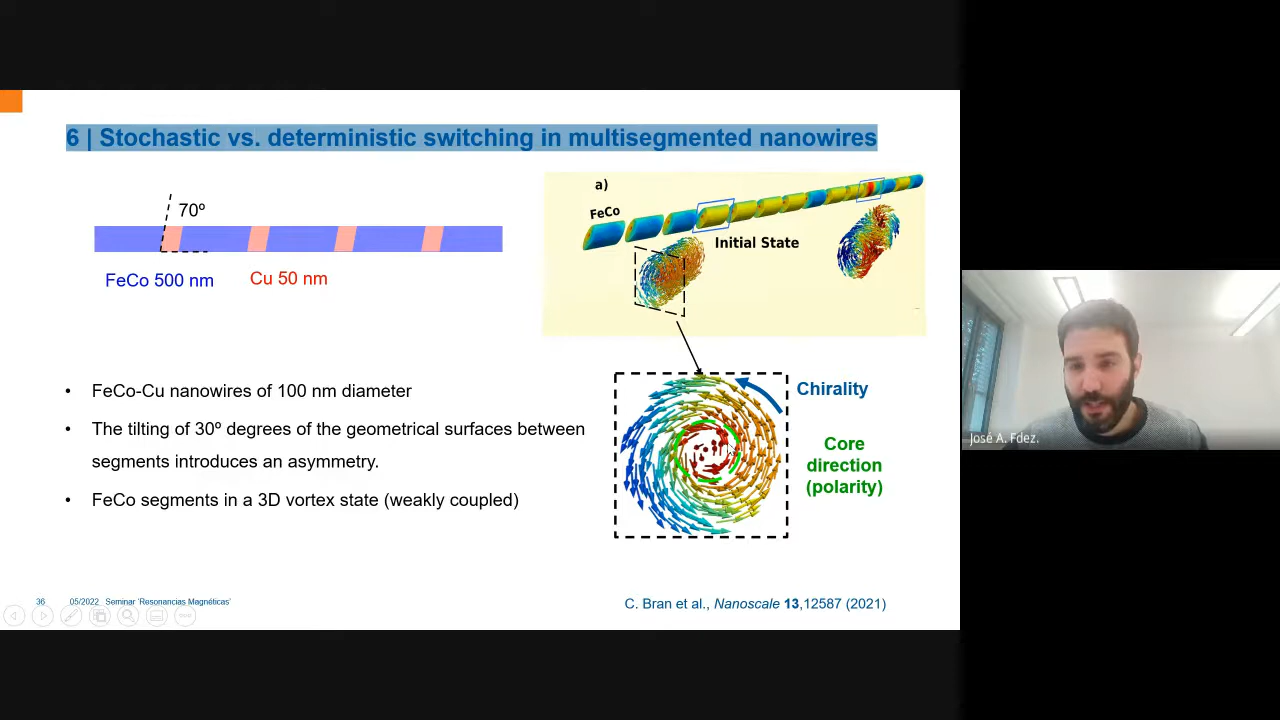 6 | Stochastic vs. deterministic switching in multisegmented nanowires
70º
FeCo 500 nm
Cu 50 nm
a)
FeCo
Initial State
• FeCo-Cu nanowires of 100 nm diameter
• The tilting of 30º degrees of the geometrical surfaces between
segments introduces an asymmetry.
• FeCo segments in a 3D vortex state (weakly coupled)
Chirality
Core
direction
(polarity)
36 05/2022 Seminar 'Resonancias Magnéticas'
C. Bran et al., Nanoscale 13,12587 (2021)
José A. Fdez.